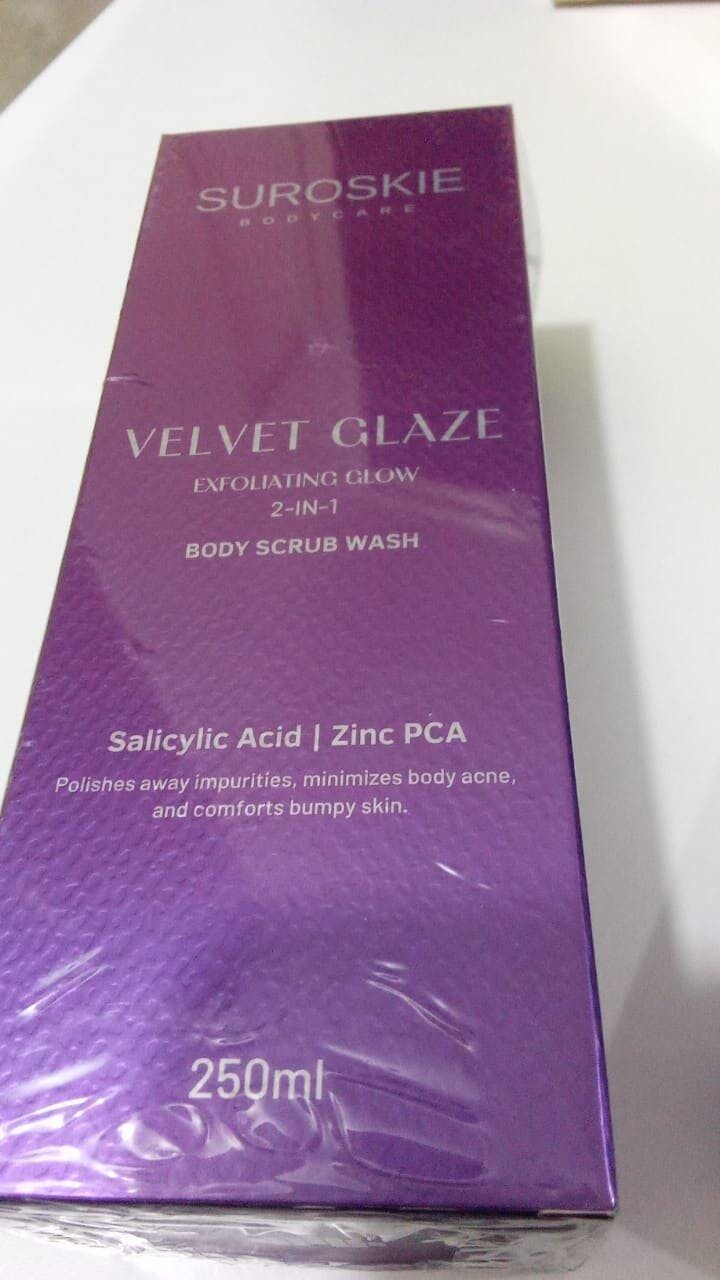 SUROSKIE
BODYCARE
VELVET GLAZE
EXFOLIATING GLOW
2-IN-1
BODY SCRUB WASH
Salicylic Acid | Zinc PCA
Polishes away impurities, minimizes body acne,
and comforts bumpy skin.
250ml